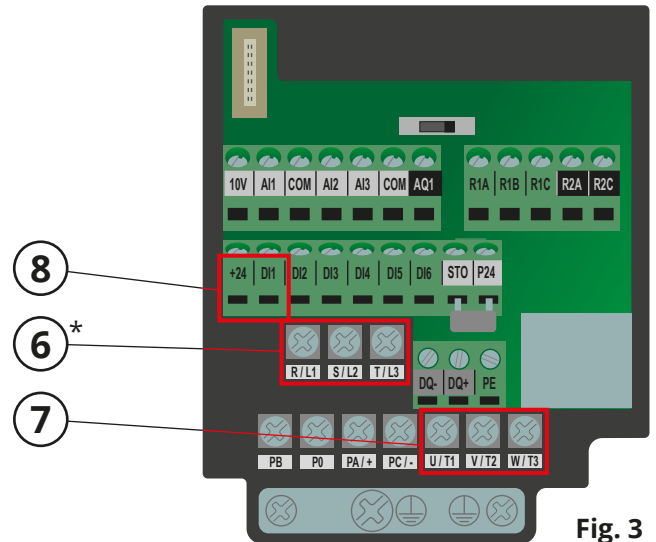 10V AI1 COM AI2 AI3 COM AQ1 R1A R1B R1C R2A R2C
8
+24 DI1 DI2 DI3 DI4 DI5 DI6 STO P24
6*
R/L1 S/L2 T/L3
DQ- DQ+ PE
7
PB P0 PA/+ PC/- U/T1 V/T2 W/T3
Fig. 3